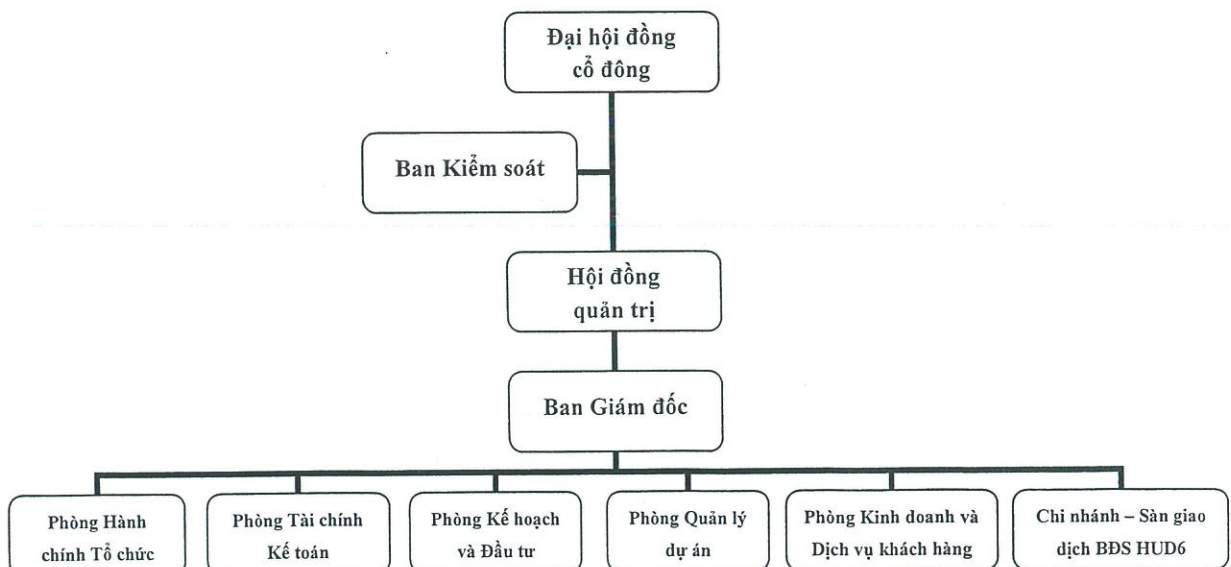 Đại hội đồng
cổ đông
Ban Kiểm soát
Hội đồng
quản trị
Ban Giám đốc
Phòng Hành
chính Tổ chức
Phòng Tài chính
Kế toán
Phòng Kế hoạch
và Đầu tư
Phòng Quản lý
dự án
Phòng Kinh doanh và
Dịch vụ khách hàng
Chi nhánh – Sàn giao
dịch BĐS HUD6